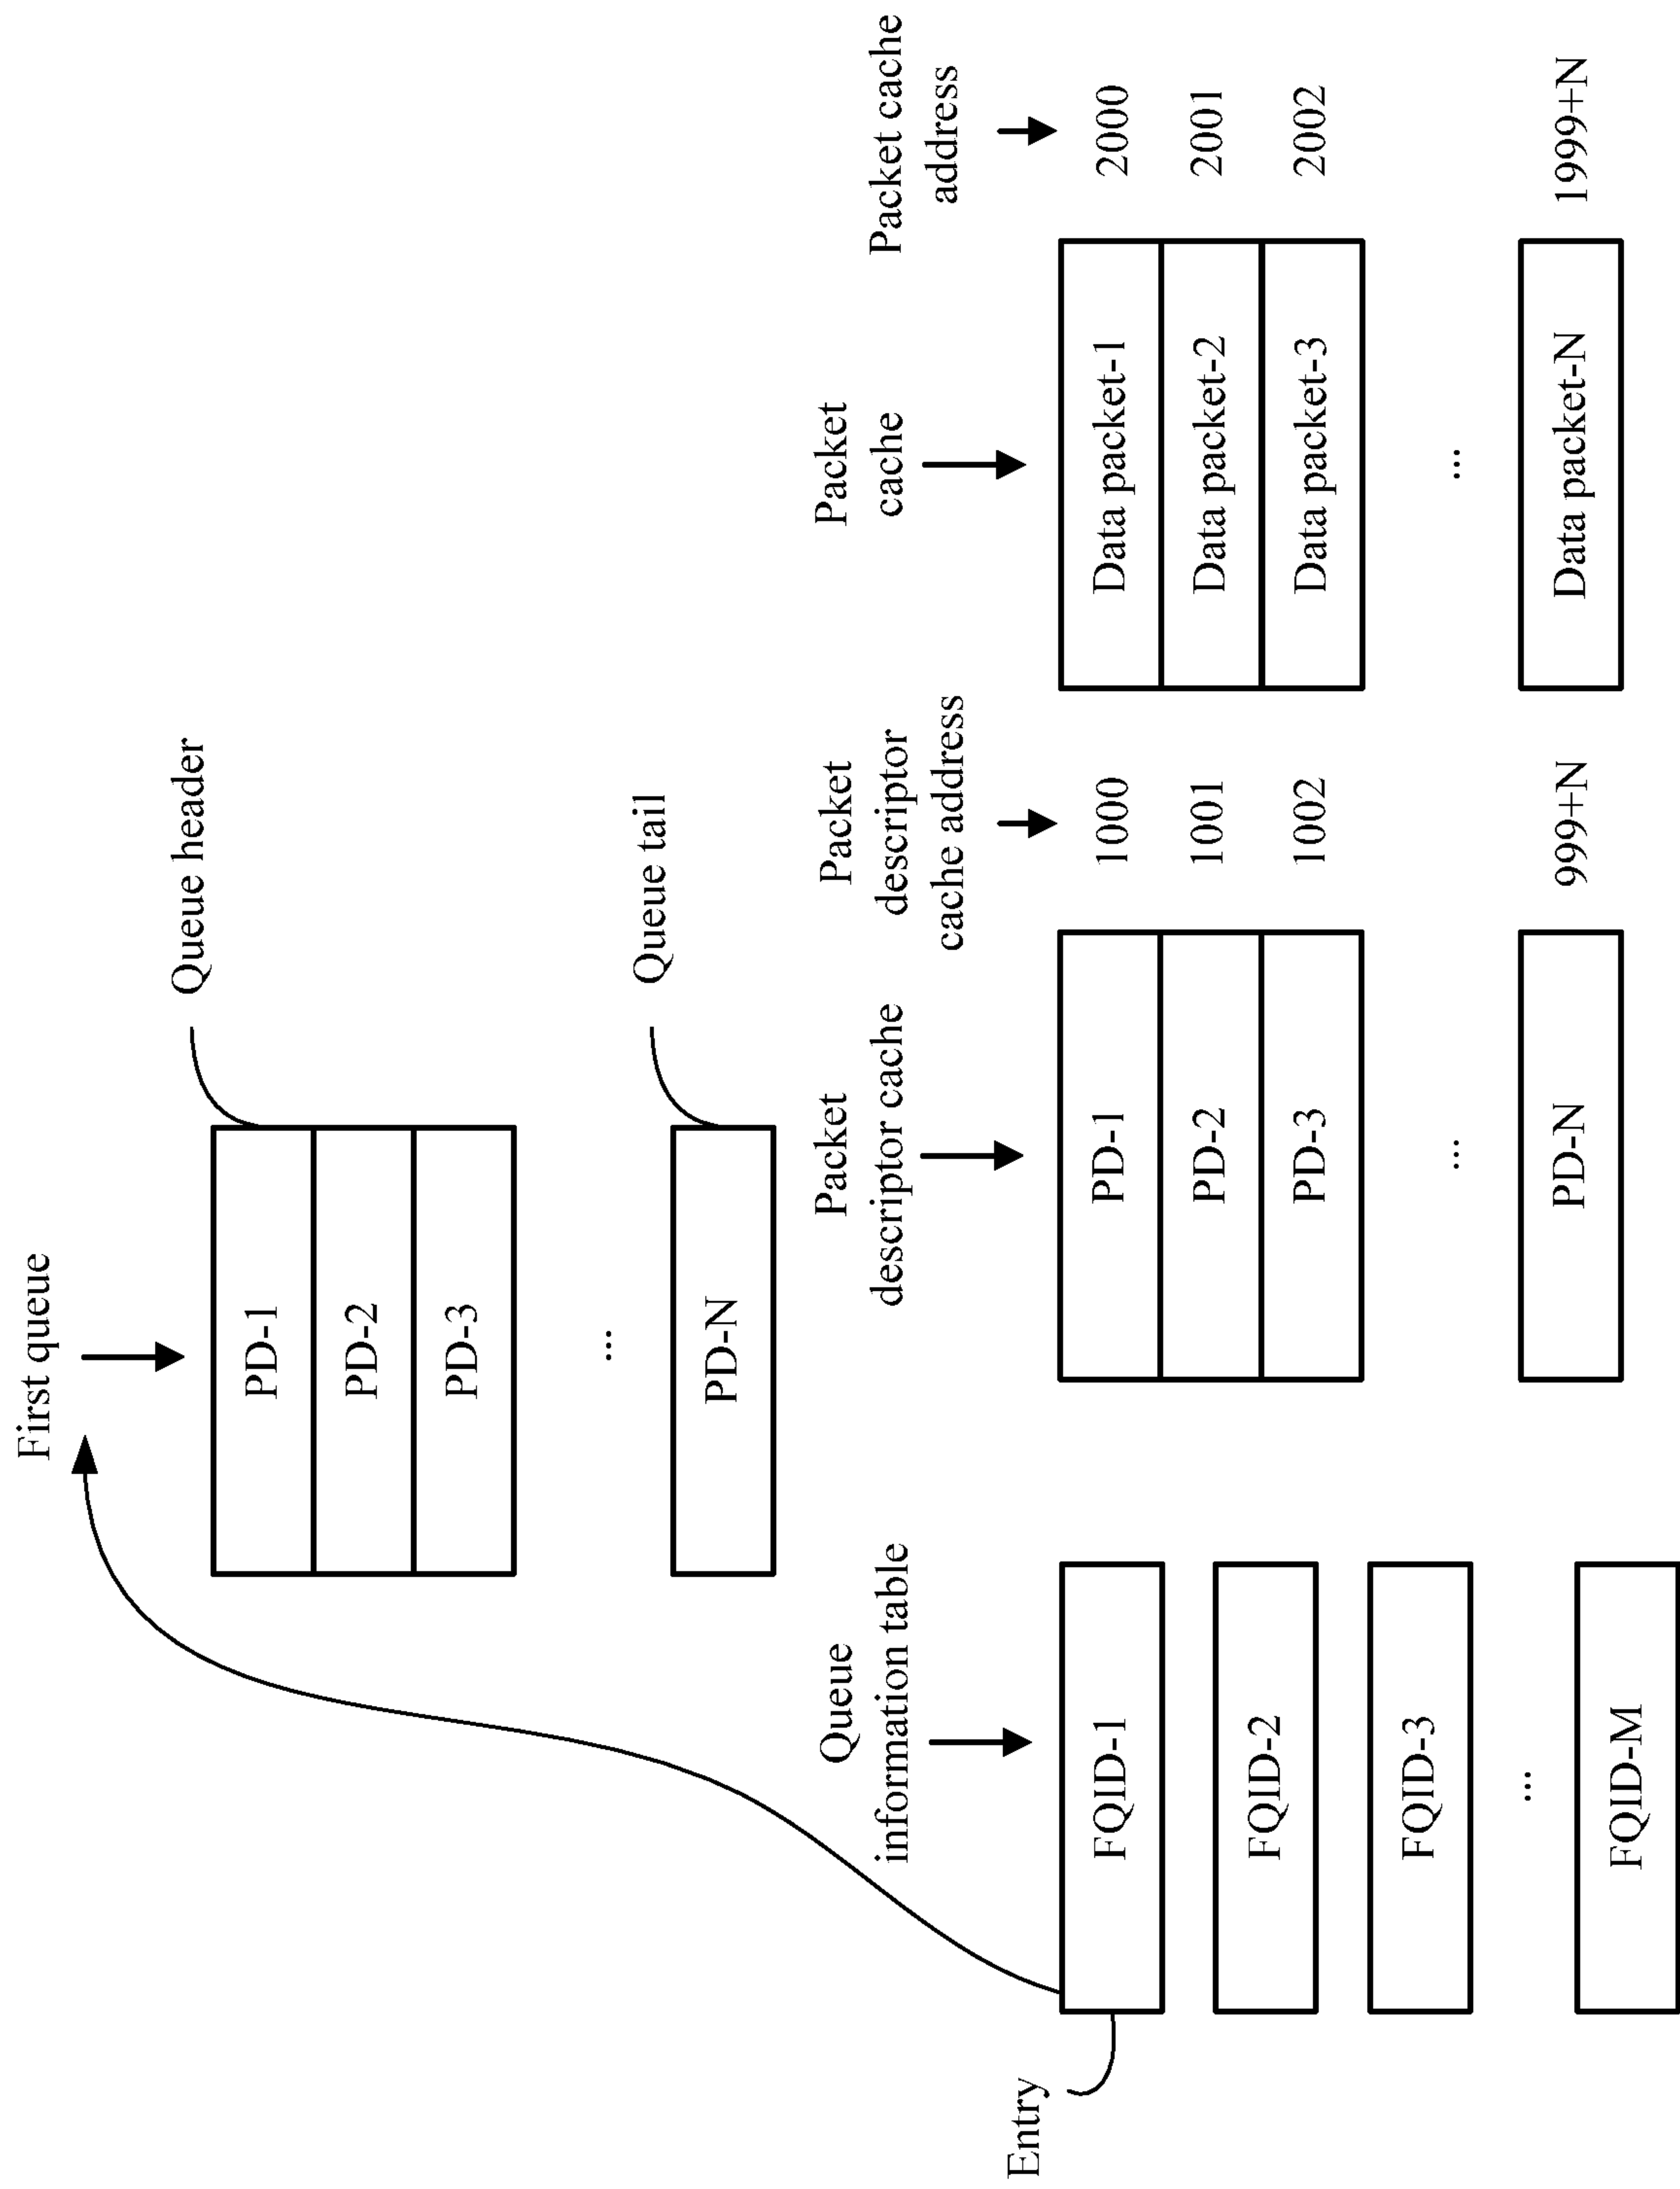 First queue
PD-1
PD-2
PD-3
...
PD-N
Queue header
Queue tail
Entry
Queue
information table
FQID-1
FQID-2
FQID-3
...
FQID-M
Packet
descriptor cache
PD-1
PD-2
PD-3
...
PD-N
Packet
descriptor
cache address
1000
1001
1002
999+N
Packet
cache
Data packet-1
Data packet-2
Data packet-3
...
Data packet-N
Packet cache
address
2000
2001
2002
1999+N